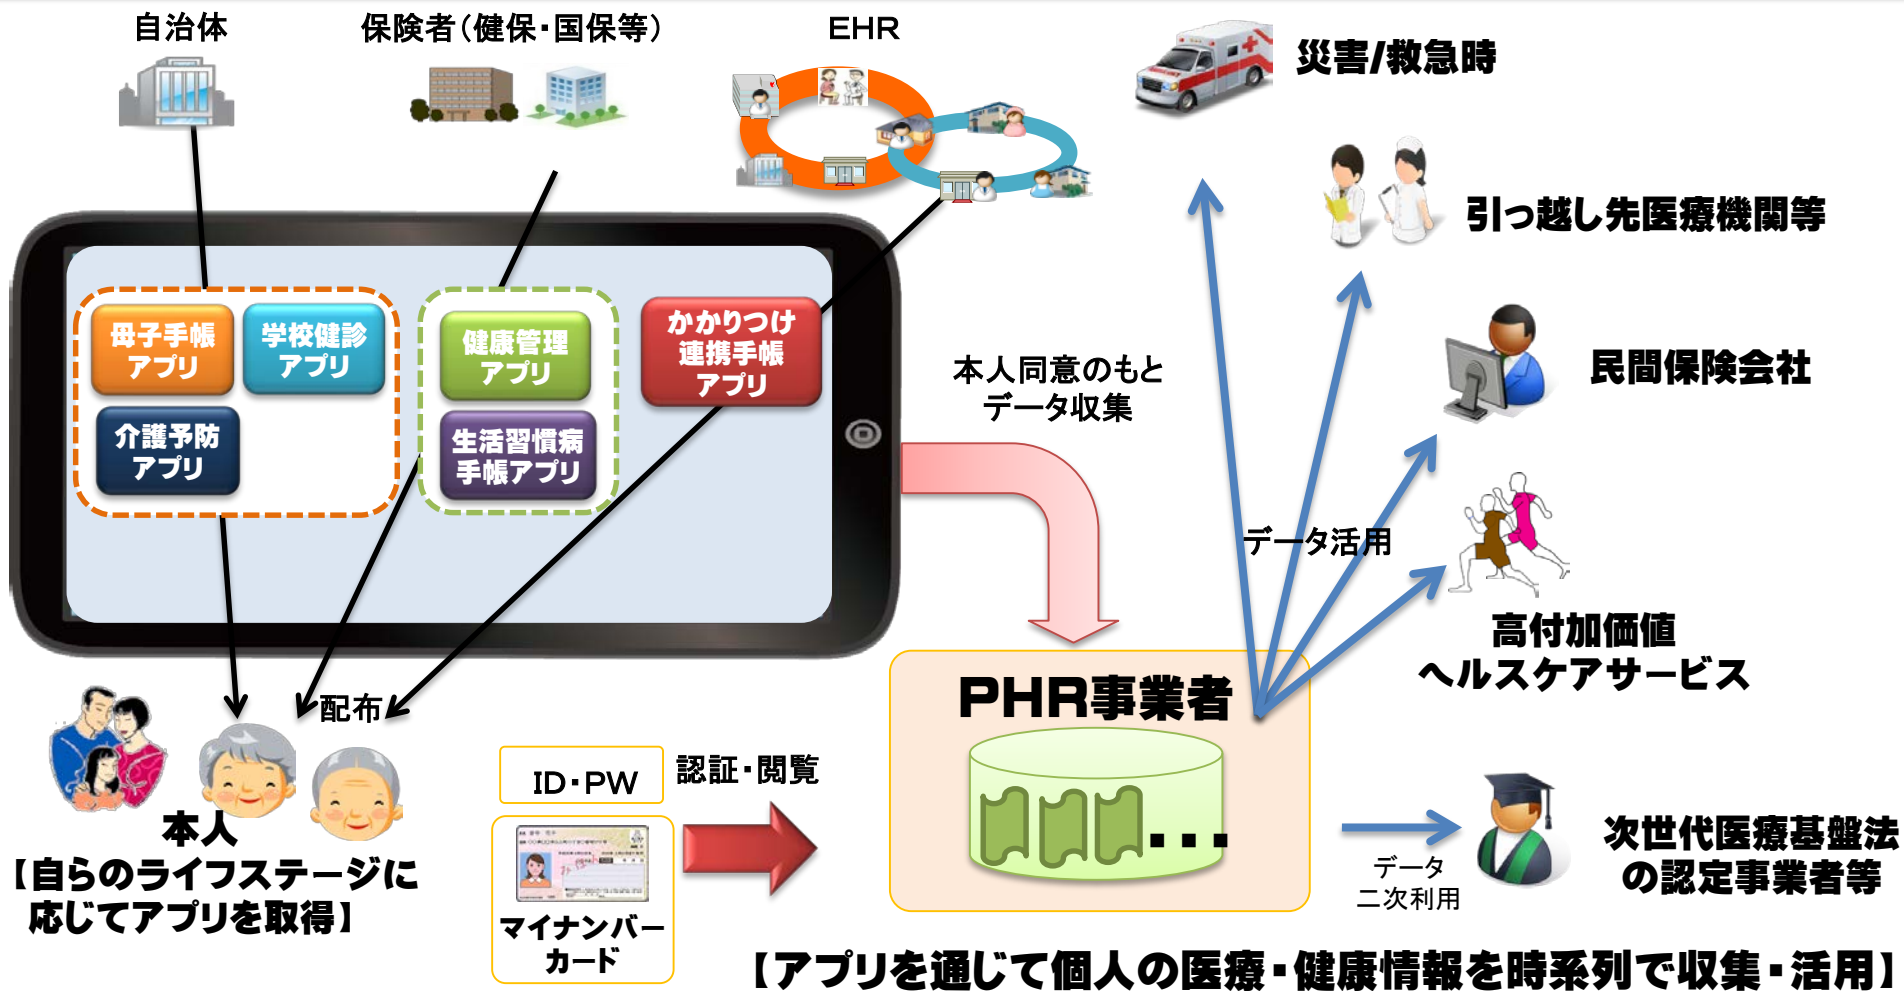 自治体
保険者（健保・国保等）
EHR
災害/救急時
引っ越し先医療機関等
民間保険会社
母子手帳
アプリ
学校健診
アプリ
介護予防
アプリ
健康管理
アプリ
生活習慣病
手帳アプリ
かかりつけ
連携手帳
アプリ
本人同意のもと
データ収集
データ活用
高付加価値
ヘルスケアサービス
配布
本人
【自らのライフステージに
応じてアプリを取得】
ID・PW
認証・閲覧
マイナンバー
カード
PHR事業者
...
データ
二次利用
次世代医療基盤法
の認定事業者等
【アプリを通じて個人の医療・健康情報を時系列で収集・活用】